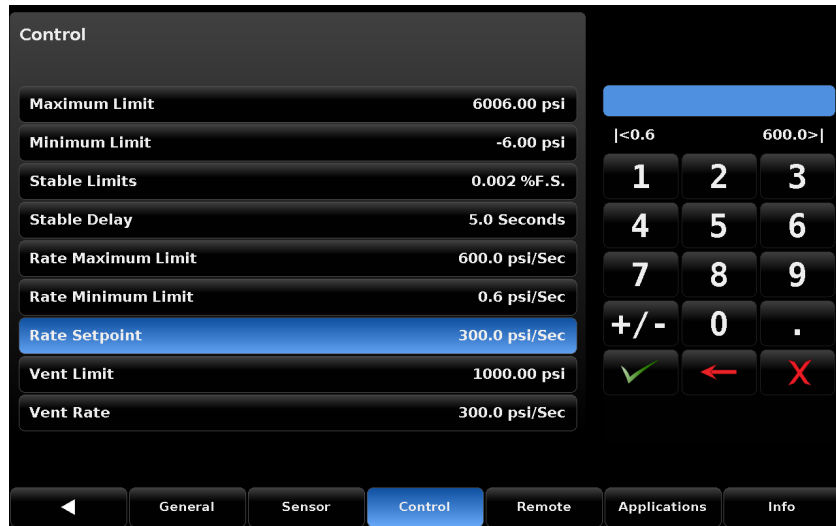 Control
Maximum Limit 6006.00 psi
Minimum Limit -6.00 psi
Stable Limits 0.002 %F.S.
Stable Delay 5.0 Seconds
Rate Maximum Limit 600.0 psi/Sec
Rate Minimum Limit 0.6 psi/Sec
Rate Setpoint 300.0 psi/Sec
Vent Limit 1000.00 psi
Vent Rate 300.0 psi/Sec
|<0.6 600.0>|
1 2 3
4 5 6
7 8 9
+/- 0 .
X
General Sensor Control Remote Applications Info